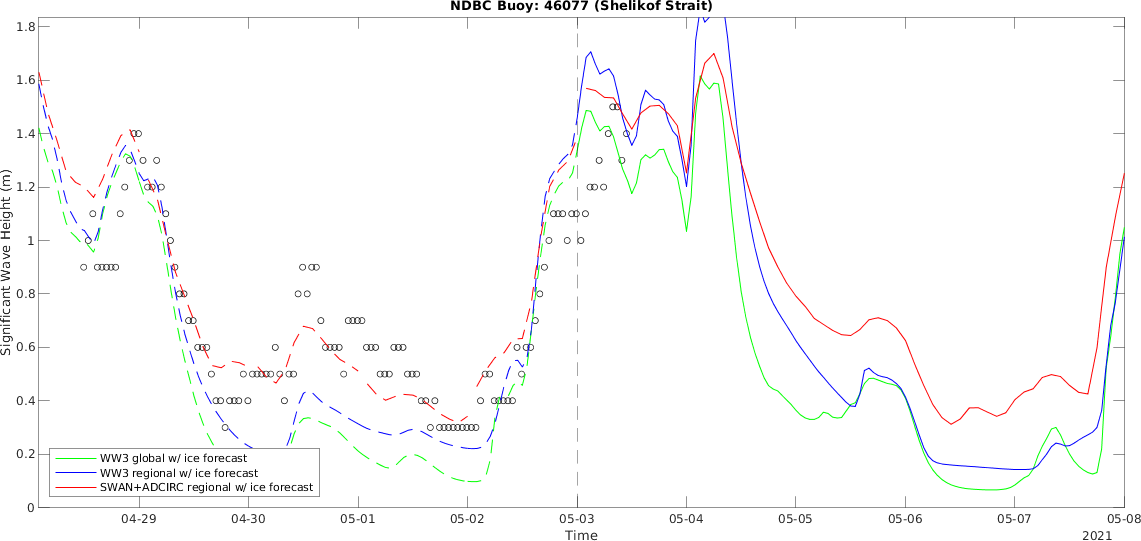 NDBC Buoy: 46077 (Shelikof Strait)
Significant Wave Height (m)
1.8
1.6
1.4
1.2
1
0.8
0.6
0.4
0.2
0
WW3 global w/ ice forecast
WW3 regional w/ ice forecast
SWAN+ADCIRC regional w/ ice forecast
04-29 04-30 05-01 05-02 05-03 05-04 05-05 05-06 05-07 05-08
Time
2021